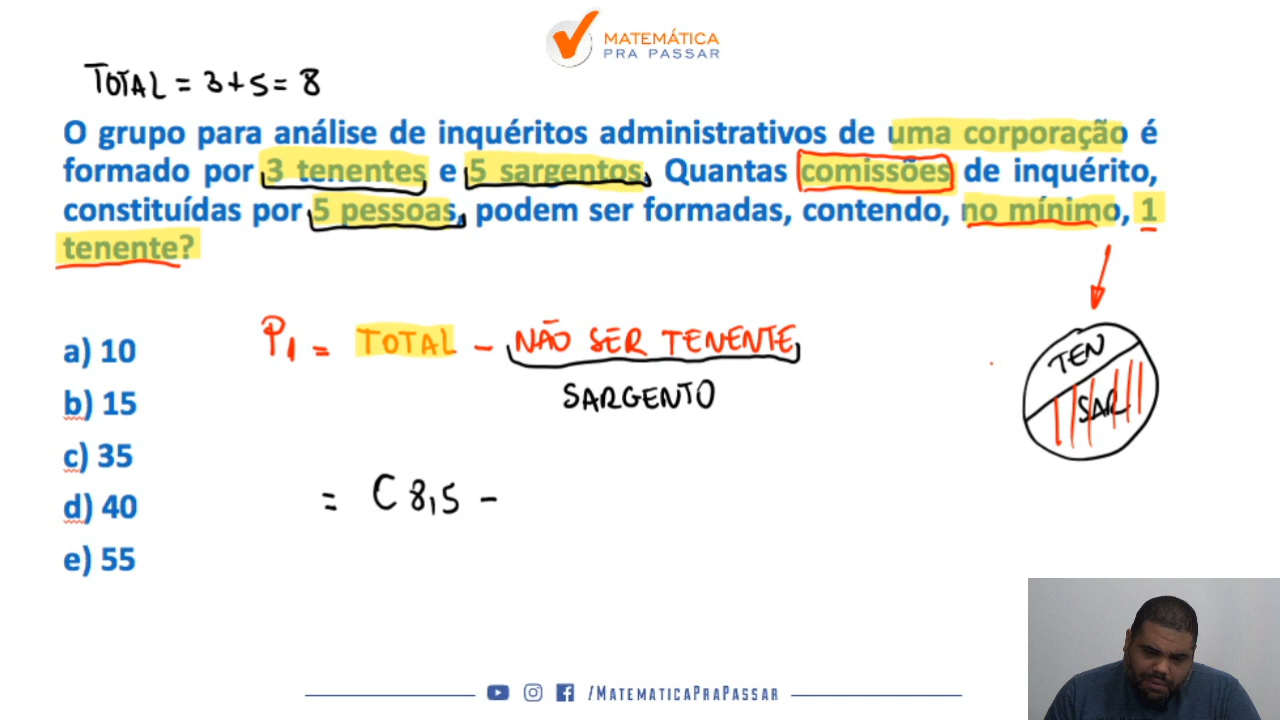 MATEMÁTICA
PRA PASSAR
TOTAL = 3+5 = 8
O grupo para análise de inquéritos administrativos de uma corporação é
formado por 3 tenentes e 5 sargentos. Quantas comissões de inquérito,
constituídas por 5 pessoas, podem ser formadas, contendo, no mínimo, 1
tenente?
P1 = TOTAL - NÃO SER TENENTE
SARGENTO
TEN
SAR
a) 10
b) 15
c) 35
d) 40
e) 55
= C 8,5 -
/MATEMATICAPRAPASSAR